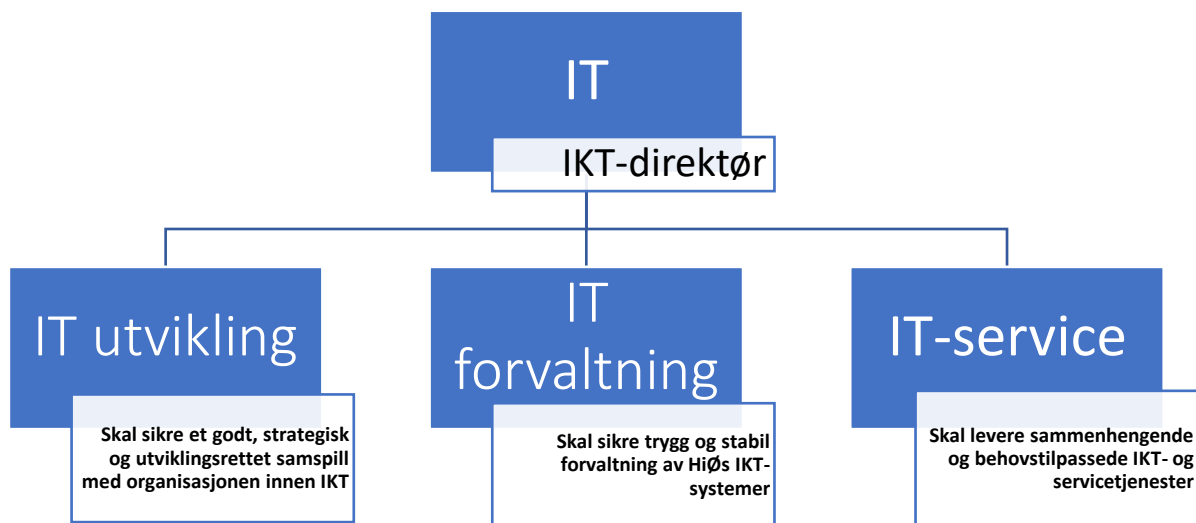 IT
IKT-direktør
IT utvikling
Skal sikre et godt, strategisk
og utviklingsrettet samspill
med organisasjonen innen IKT
IT
forvaltning
Skal sikre trygg og stabil
forvaltning av HiØs IKT-
systemer
IT-service
Skal levere sammenhengende
og behovstilpassede IKT- og
servicetjenester